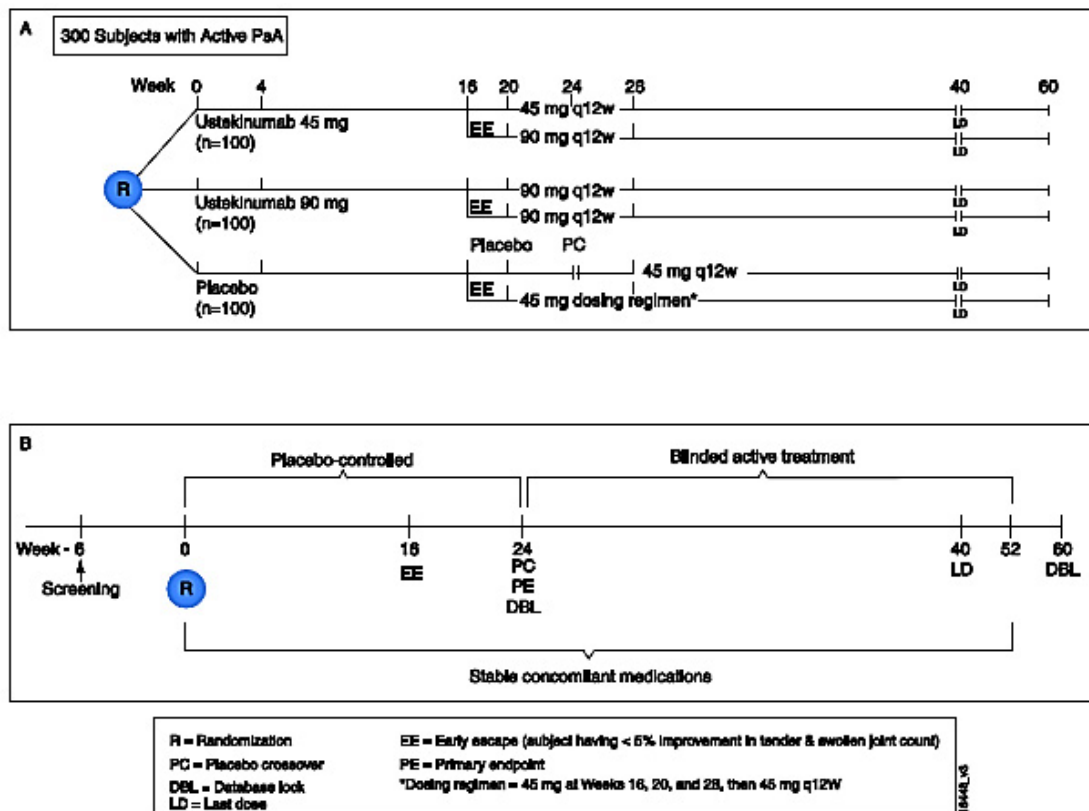 A
300 Subjects with Active PsA
Week 0 4 16 20 24 28 40 60
45 mg q12w
Ustekinumab 45 mg
(n=100)
EE
LD
90 mg q12w
LD
R
90 mg q12w
Ustekinumab 90 mg
(n=100)
EE
LD
90 mg q12w
LD
Placebo PC
45 mg q12w
Placebo
(n=100)
EE
LD
45 mg dosing regimen*
LD
B
Placebo-controlled Blinded active treatment
Week - 6 0 16 24 40 52 60
Screening R EE PC LD DBL
PE
DBL
Stable concomitant medications
R = Randomization
PC = Placebo crossover
DBL = Database lock
LD = Last dose
EE = Early escape (subject having < 5% improvement in tender & swollen joint count)
PE = Primary endpoint
*Dosing regimen = 45 mg at Weeks 16, 20, and 28, then 45 mg q12W